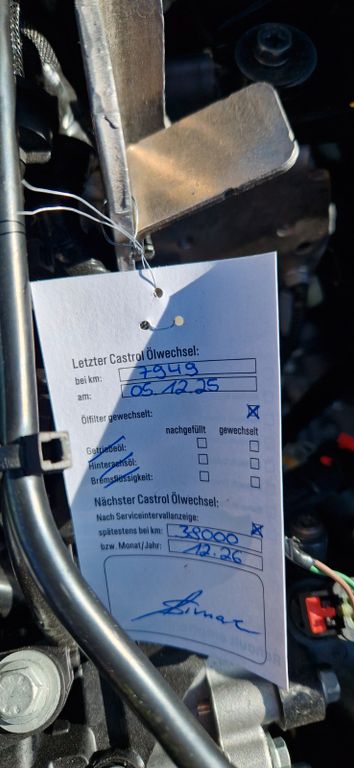 Letzter Castrol Ölwechsel:
bei km: 7949
am: 05.12.25
Ölfilter gewechselt: ☒
nachgefüllt gewechselt
Getriebeöl: ☐ ☐
Hinterachsöl: ☐ ☐
Bremsflüssigkeit: ☐ ☐
Nächster Castrol Ölwechsel:
Nach Serviceintervallanzeige: ☒
spätestens bei km: 38000
bzw. Monat/Jahr: 12.26